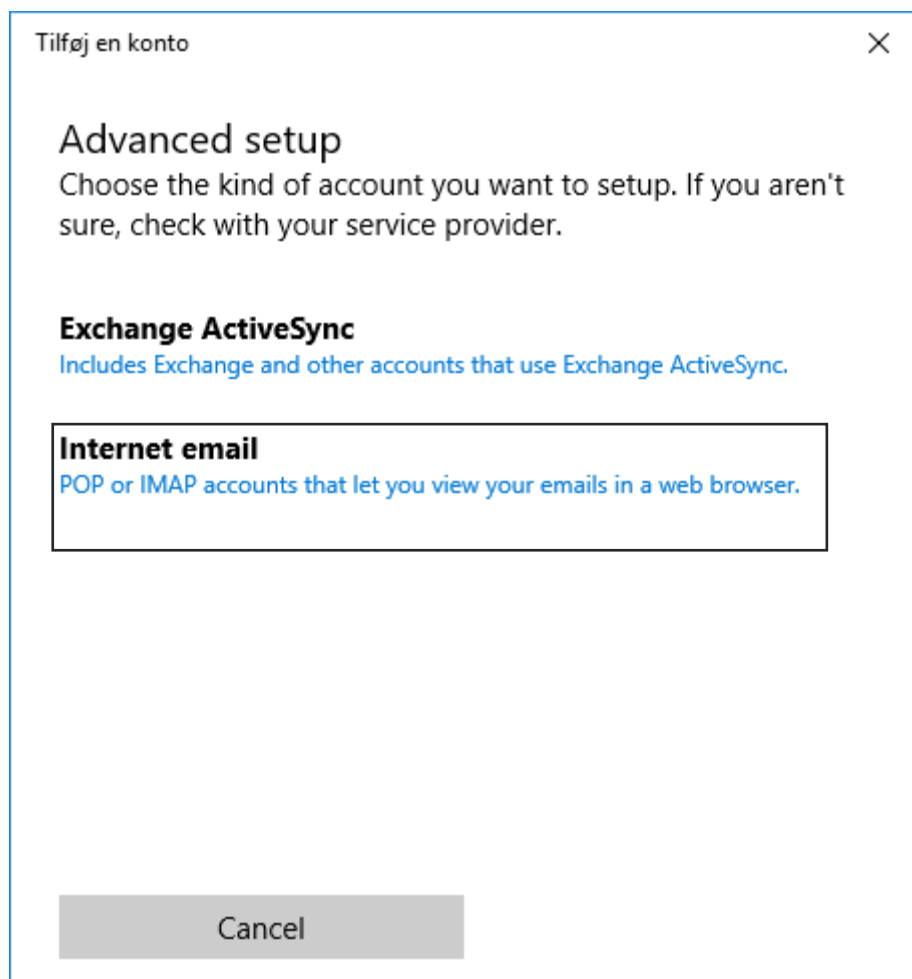 Tilføj en konto
Advanced setup
Choose the kind of account you want to setup. If you aren't
sure, check with your service provider.
Exchange ActiveSync
Includes Exchange and other accounts that use Exchange ActiveSync.
Internet email
POP or IMAP accounts that let you view your emails in a web browser.
Cancel